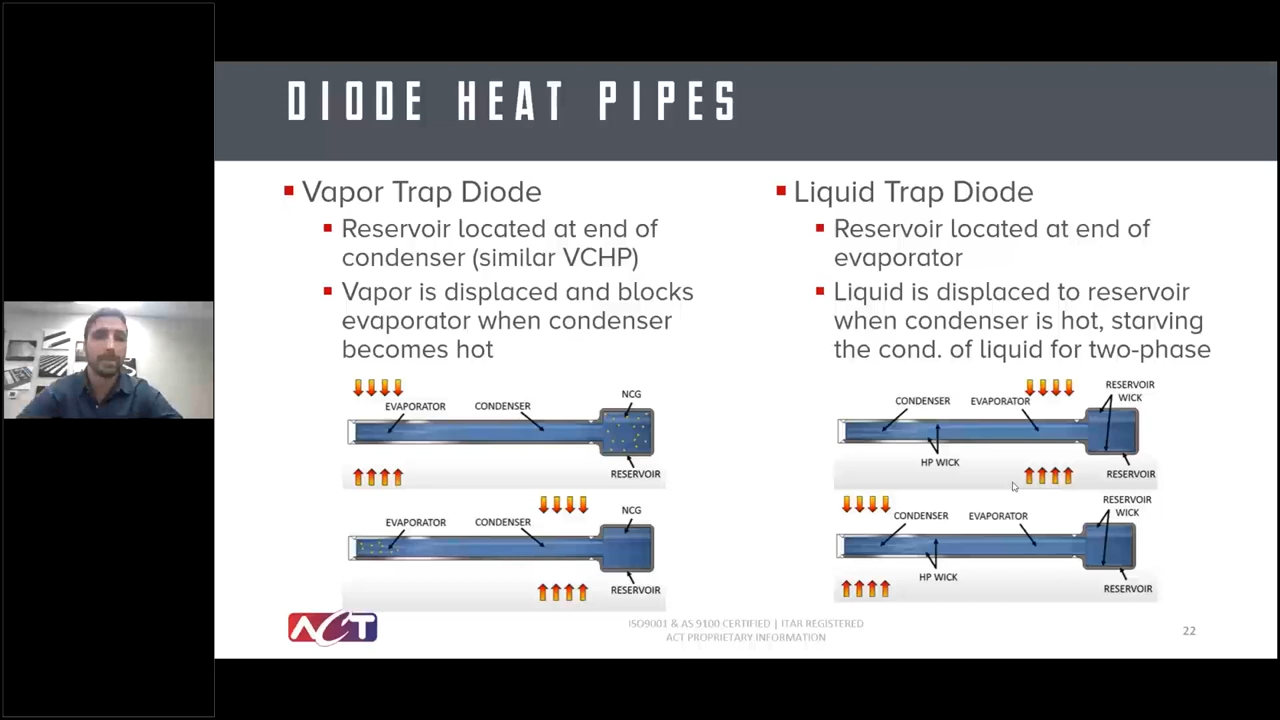 DIODE HEAT PIPES
Vapor Trap Diode
Reservoir located at end of
condenser (similar VCHP)
Vapor is displaced and blocks
evaporator when condenser
becomes hot
NCG
EVAPORATOR
CONDENSER
RESERVOIR
NCG
EVAPORATOR
CONDENSER
RESERVOIR
Liquid Trap Diode
Reservoir located at end of
evaporator
Liquid is displaced to reservoir
when condenser is hot, starving
the cond. of liquid for two-phase
CONDENSER
EVAPORATOR
RESERVOIR
WICK
HP WICK
RESERVOIR
CONDENSER
EVAPORATOR
RESERVOIR
WICK
HP WICK
RESERVOIR
ACT
ISO9001 & AS 9100 CERTIFIED | ITAR REGISTERED
ACT PROPRIETARY INFORMATION
22